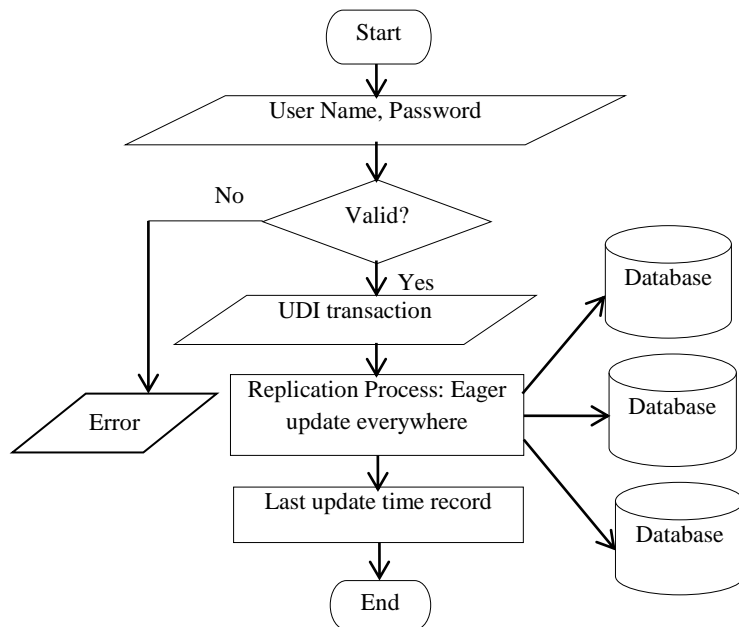 Start
User Name, Password
No
Valid?
Yes
Database
UDI transaction
Replication Process: Eager
update everywhere
Database
Error
Last update time record
Database
End